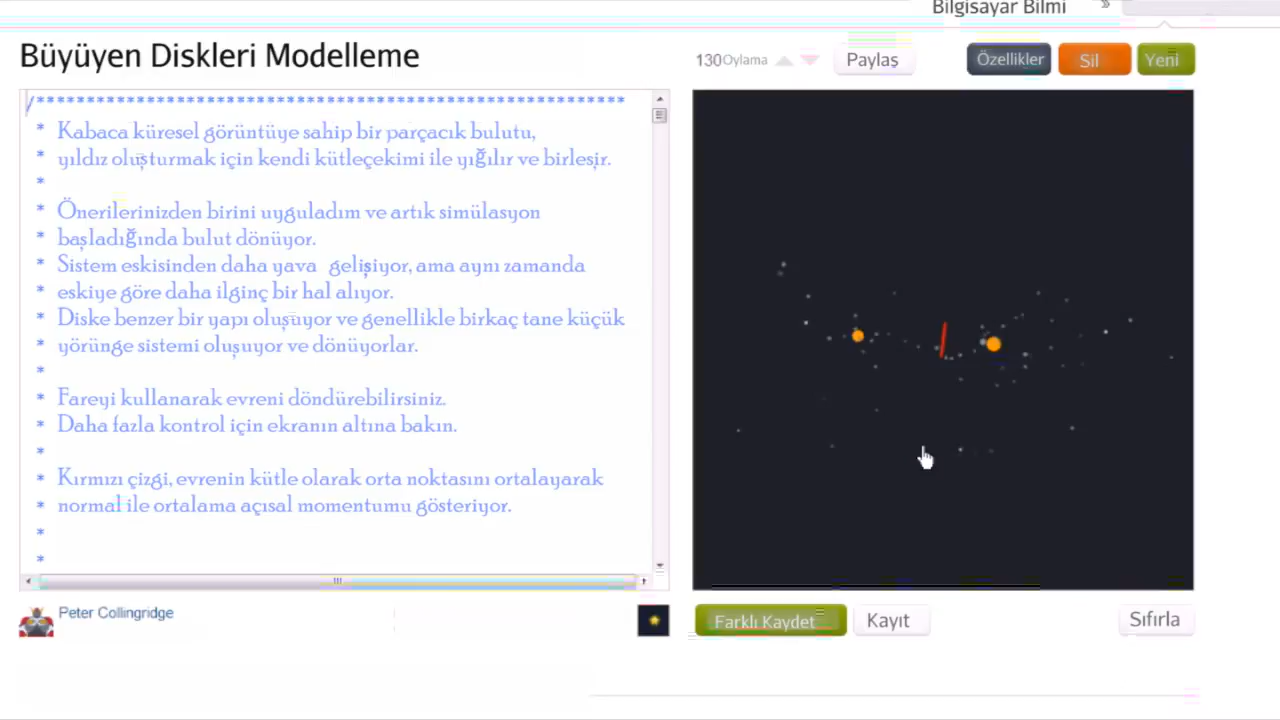 Bilgisayar Bilmi »
Büyüyen Diskleri Modelleme
130Oylama
Paylaş
Özellikler
Sil
Yeni
/****************************************************
* Kabaca küresel görüntüye sahip bir parçacık bulutu,
* yıldız oluşturmak için kendi kütleçekimi ile yığılır ve birleşir.
*
* Önerilerinizden birini uyguladım ve artık simülasyon
* başladığında bulut dönüyor.
* Sistem eskisinden daha yava gelişiyor, ama aynı zamanda
* eskiye göre daha ilginç bir hal alıyor.
* Diske benzer bir yapı oluşuyor ve genellikle birkaç tane küçük
* yörünge sistemi oluşuyor ve dönüyorlar.
*
* Fareyi kullanarak evreni döndürebilirsiniz.
* Daha fazla kontrol için ekranın altına bakın.
*
* Kırmızı çizgi, evrenin kütle olarak orta noktasını ortalayarak
* normal ile ortalama açısal momentumu gösteriyor.
*
*
Peter Collingridge
Farklı Kaydet
Kayıt
Sıfırla